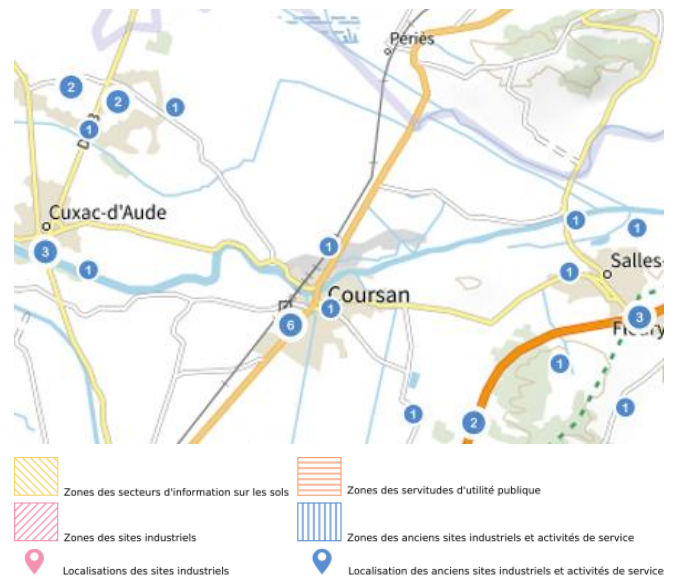 Périès
2
2
1
1
D 13
Cuxac-d'Aude
1
1
3
1
1
Salles-
1
Coursan
1
3
6
Fleury
1
1
1
2
Zones des secteurs d'information sur les sols
Zones des servitudes d'utilité publique
Zones des sites industriels
Zones des anciens sites industriels et activités de service
Localisations des sites industriels
Localisation des anciens sites industriels et activités de service